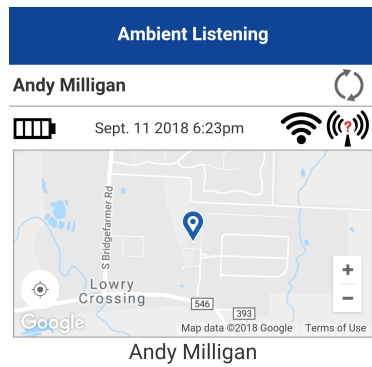 Ambient Listening
Andy Milligan
Sept. 11 2018 6:23pm
?
S Bridgefarmer Rd
Lowry
Crossing
546
393
+
−
Google
Map data ©2018 Google Terms of Use
Andy Milligan